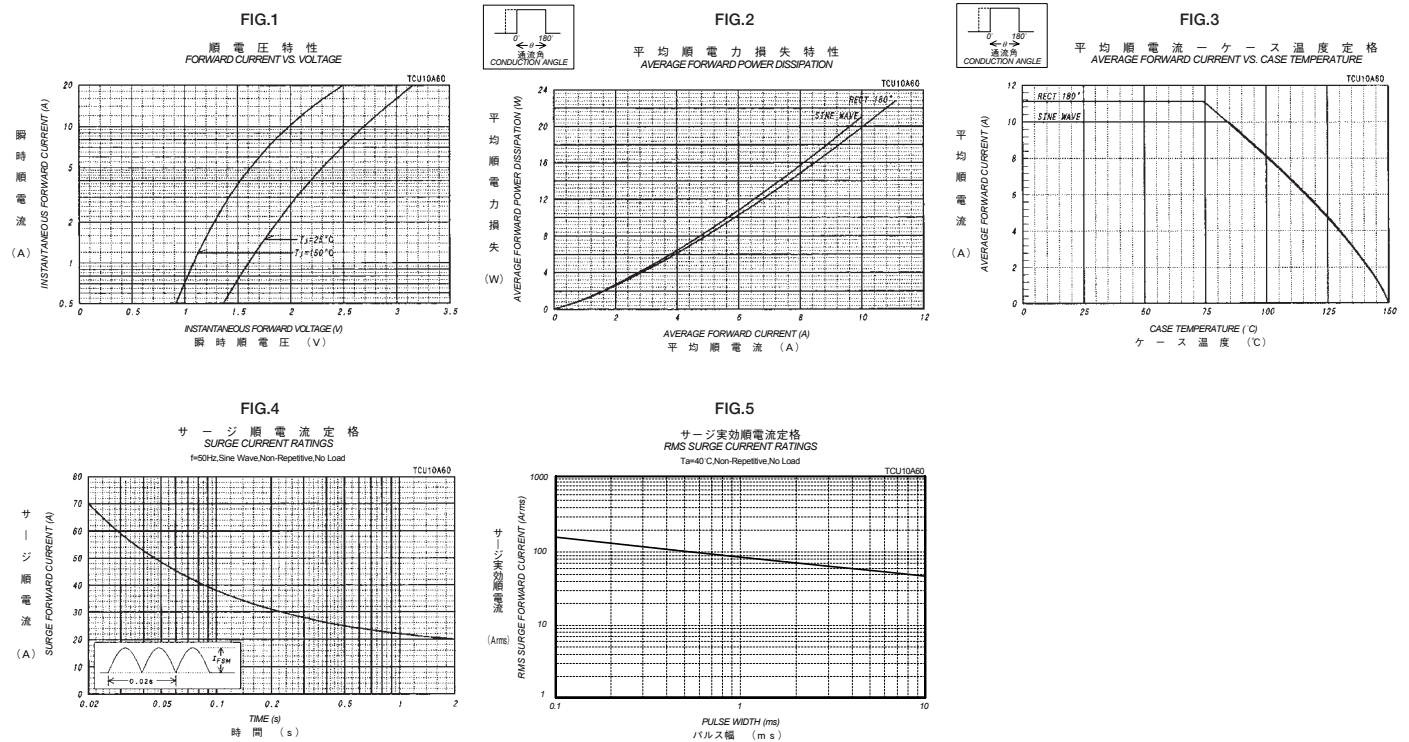 FIG.1
順 電 圧 特 性
FORWARD CURRENT VS. VOLTAGE
TCU10A60
瞬 時 順 電 流 (A)
INSTANTANEOUS FORWARD CURRENT (A)
20
10
5
2
1
0.5
Tj=25°C
Tj=150°C
0 0.5 1.0 1.5 2 2.5 3 3.5
INSTANTANEOUS FORWARD VOLTAGE (V)
瞬 時 順 電 圧 (V)
0° 180°
θ
通流角
CONDUCTION ANGLE
FIG.2
平 均 順 電 力 損 失 特 性
AVERAGE FORWARD POWER DISSIPATION
TCU10A60
平 均 順 電 力 損 失 (W)
AVERAGE FORWARD POWER DISSIPATION (W)
24
20
16
12
8
4
0
RECT 180°
SINE WAVE
0 2 4 6 8 10 12
AVERAGE FORWARD CURRENT (A)
平 均 順 電 流 (A)
0° 180°
θ
通流角
CONDUCTION ANGLE
FIG.3
平 均 順 電 流 ー ケ ー ス 温 度 定 格
AVERAGE FORWARD CURRENT VS. CASE TEMPERATURE
TCU10A60
平 均 順 電 流 (A)
AVERAGE FORWARD CURRENT (A)
12
10
8
6
4
2
0
RECT 180°
SINE WAVE
0 25 50 75 100 125 150
CASE TEMPERATURE (°C)
ケ ー ス 温 度 (℃)
FIG.4
サ ー ジ 順 電 流 定 格
SURGE CURRENT RATINGS
f=50Hz,Sine Wave,Non-Repetitive,No Load
TCU10A60
サ ー ジ 順 電 流 (A)
SURGE FORWARD CURRENT (A)
80
70
60
50
40
30
20
10
0
IFSM
0.02s
0.02 0.05 0.1 0.2 0.5 1 2
TIME (s)
時 間 (s)
FIG.5
サージ実効順電流定格
RMS SURGE CURRENT RATINGS
Ta=40°C,Non-Repetitive,No Load
TCU10A60
サージ実効順電流 (Arms)
RMS SURGE FORWARD CURRENT (Arms)
1000
100
10
1
0.1 1 10
PULSE WIDTH (ms)
パルス幅 (ms)